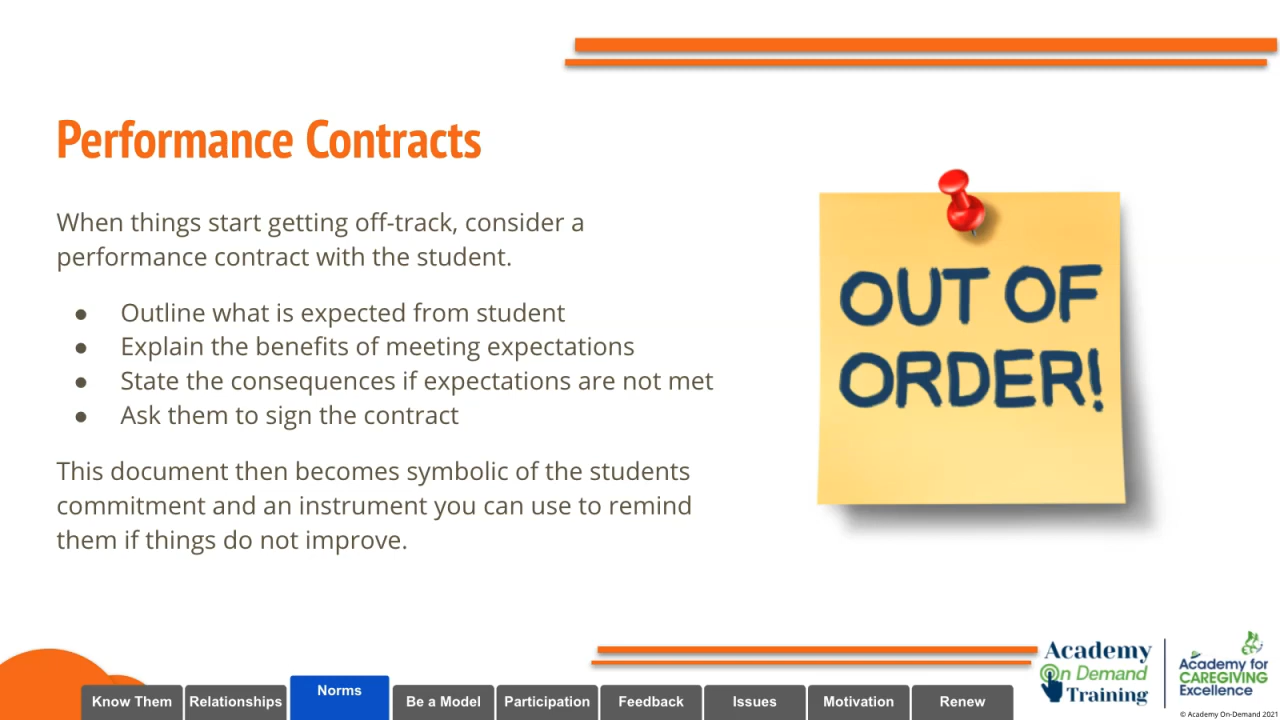 Performance Contracts
When things start getting off-track, consider a
performance contract with the student.
● Outline what is expected from student
● Explain the benefits of meeting expectations
● State the consequences if expectations are not met
● Ask them to sign the contract
This document then becomes symbolic of the students
commitment and an instrument you can use to remind
them if things do not improve.
OUT OF
ORDER!
Know Them
Relationships
Norms
Be a Model
Participation
Feedback
Issues
Motivation
Renew
Academy
On Demand
Training
Academy for
CAREGIVING
Excellence
© Academy On-Demand 2021